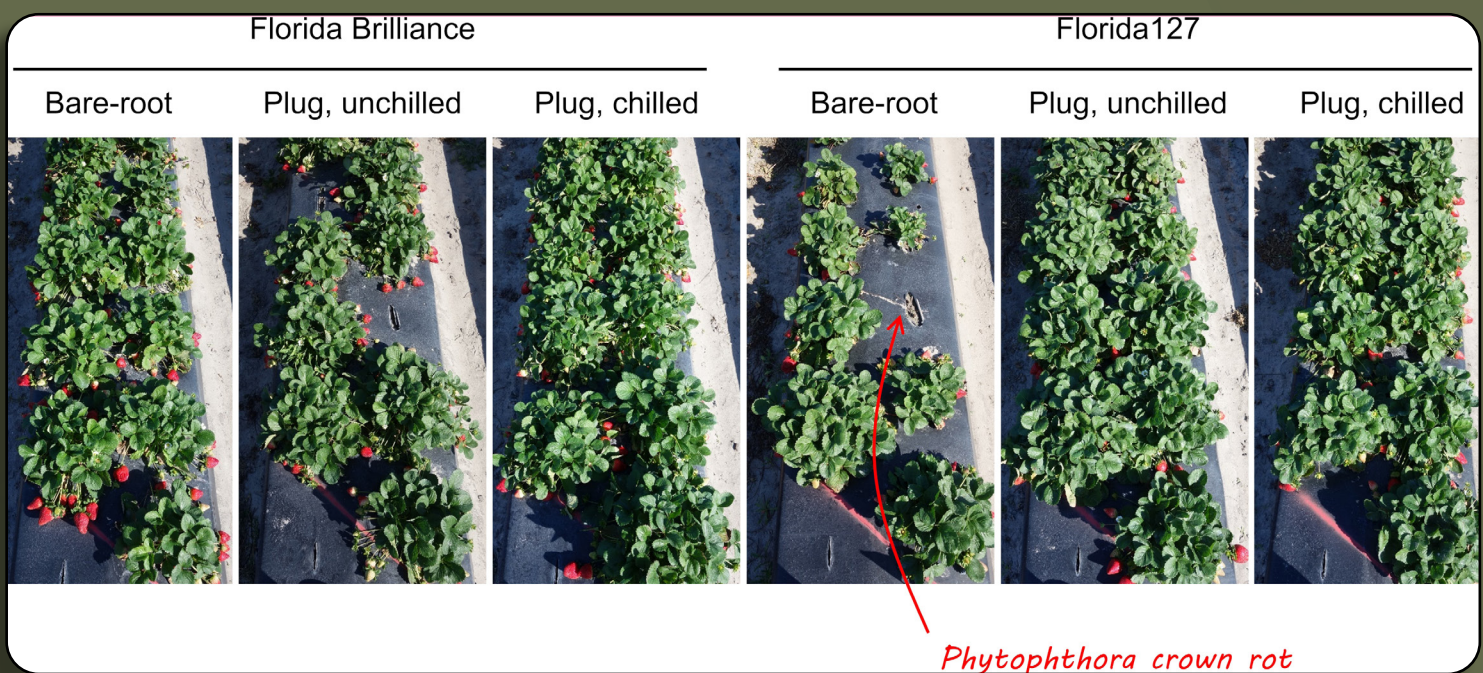 Florida Brilliance
Florida127
Bare-root
Plug, unchilled
Plug, chilled
Bare-root
Plug, unchilled
Plug, chilled
Phytophthora crown rot